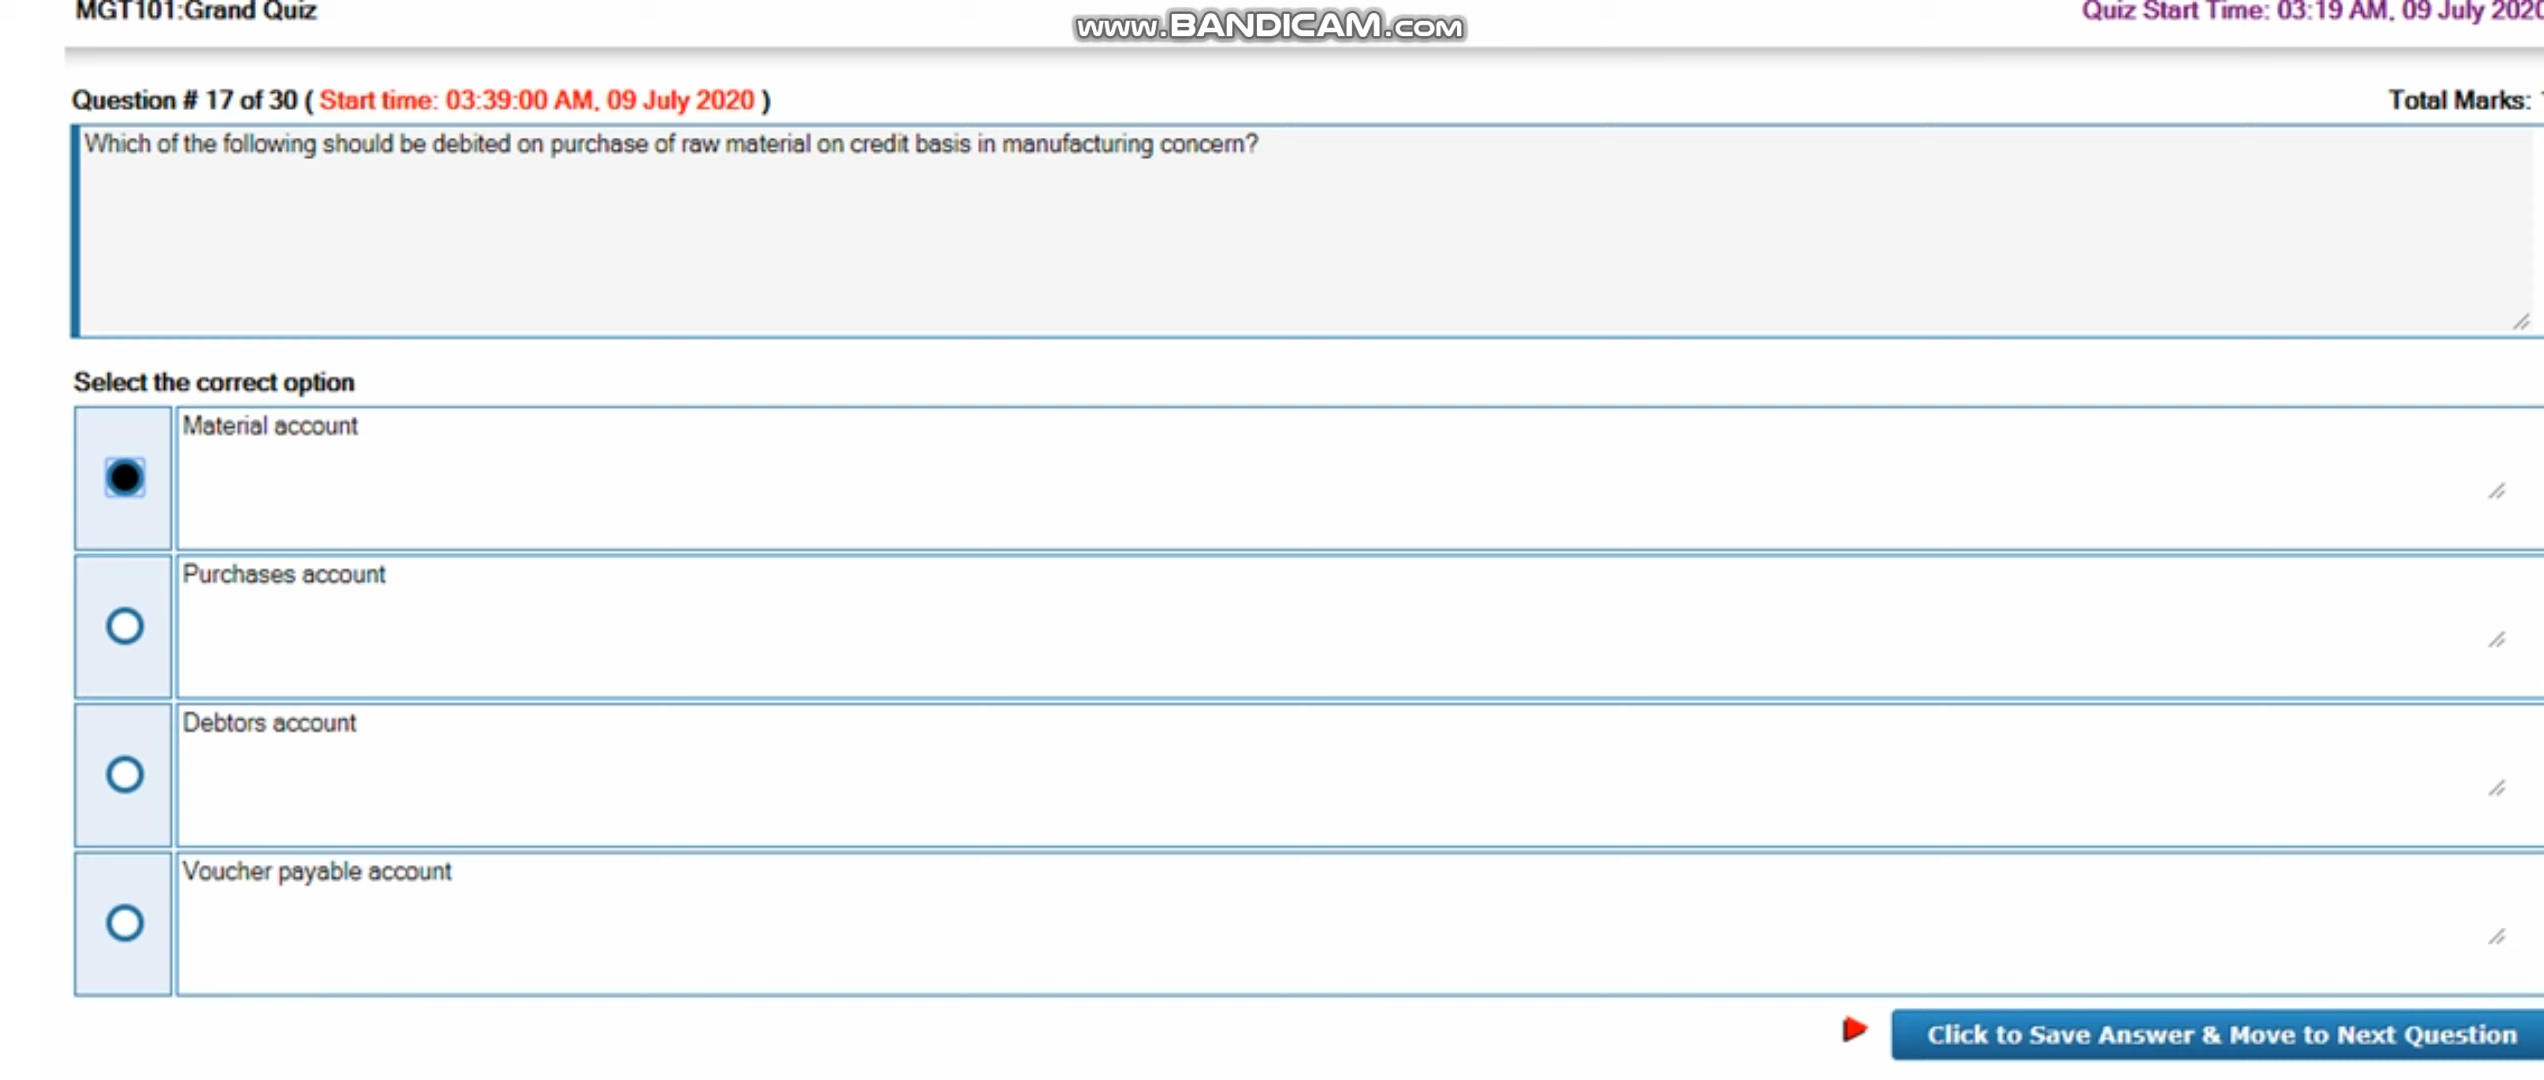 MGT101:Grand Quiz
www.BANDICAM.com
Quiz Start Time: 03:19 AM, 09 July 2020
Question # 17 of 30 ( Start time: 03:39:00 AM, 09 July 2020 )
Total Marks:
Which of the following should be debited on purchase of raw material on credit basis in manufacturing concern?
Select the correct option
Material account
Purchases account
Debtors account
Voucher payable account
Click to Save Answer & Move to Next Question